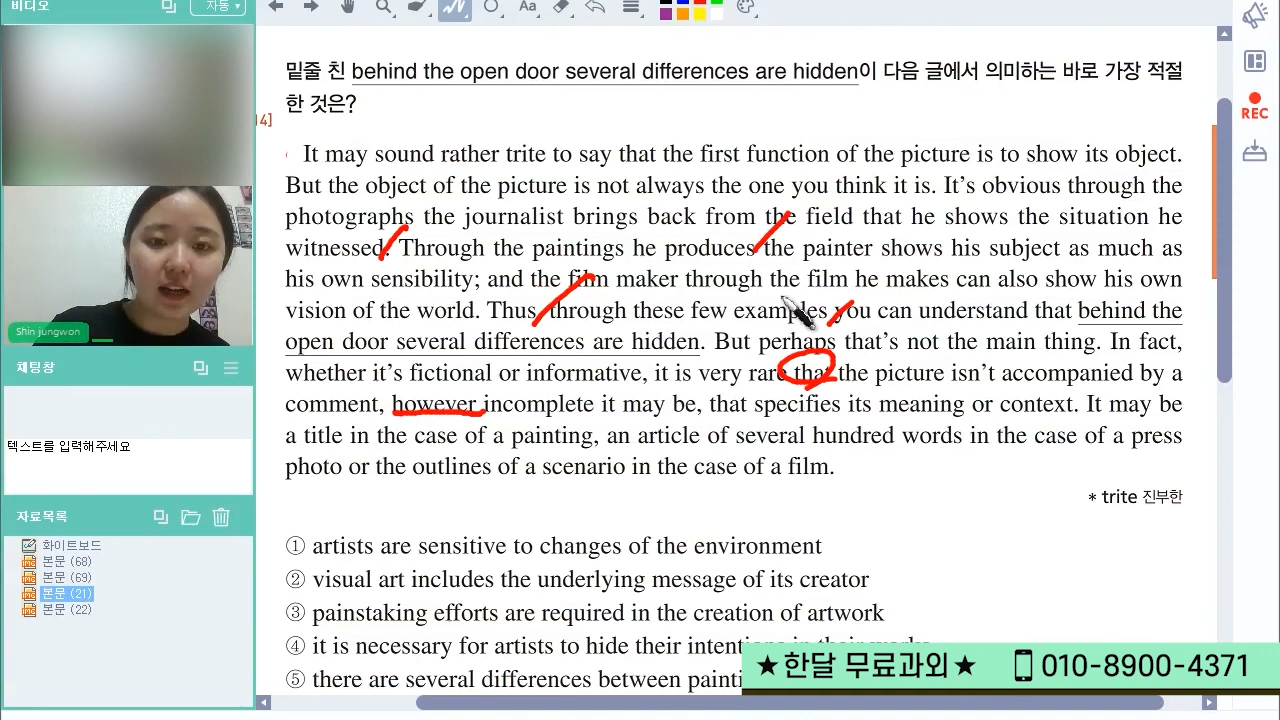 비디오
자동
Aa
밑줄 친 behind the open door several differences are hidden이 다음 글에서 의미하는 바로 가장 적절
한 것은?
14]
It may sound rather trite to say that the first function of the picture is to show its object.
But the object of the picture is not always the one you think it is. It's obvious through the
photographs the journalist brings back from the field that he shows the situation he
witnessed. Through the paintings he produces the painter shows his subject as much as
his own sensibility; and the film maker through the film he makes can also show his own
vision of the world. Thus, through these few examples you can understand that behind the
open door several differences are hidden. But perhaps that's not the main thing. In fact,
whether it's fictional or informative, it is very rare that the picture isn't accompanied by a
comment, however incomplete it may be, that specifies its meaning or context. It may be
a title in the case of a painting, an article of several hundred words in the case of a press
photo or the outlines of a scenario in the case of a film.
* trite 진부한
① artists are sensitive to changes of the environment
② visual art includes the underlying message of its creator
③ painstaking efforts are required in the creation of artwork
④ it is necessary for artists to hide their intentions in their works
⑤ there are several differences between painti
REC
Shin jungwon
채팅창
텍스트를 입력해주세요
자료목록
화이트보드
본문 (68)
본문 (69)
본문 (21)
본문 (22)
★한달 무료과외★ 010-8900-4371